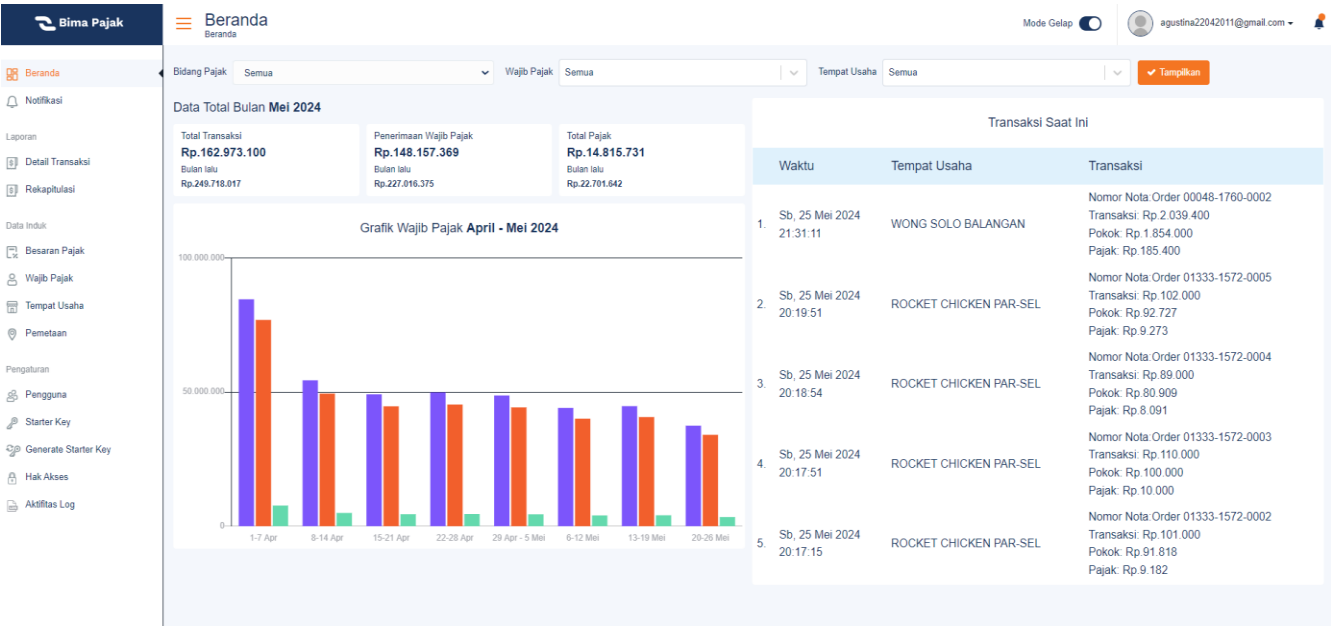 Bima Pajak
Beranda
Beranda
Mode Gelap
agustina22042011@gmail.com
Beranda
Notifikasi
Laporan
Detail Transaksi
Rekapitulasi
Data Induk
Besaran Pajak
Wajib Pajak
Tempat Usaha
Pemetaan
Pengaturan
Pengguna
Starter Key
Generate Starter Key
Hak Akses
Aktifitas Log
Bidang Pajak Semua Wajib Pajak Semua Tempat Usaha Semua Tampilkan
Data Total Bulan Mei 2024
Total Transaksi
Rp.162.973.100
Bulan lalu
Rp.249.718.017
Penerimaan Wajib Pajak
Rp.148.157.369
Bulan lalu
Rp.227.016.375
Total Pajak
Rp.14.815.731
Bulan lalu
Rp.22.701.642
Grafik Wajib Pajak April - Mei 2024
100.000.000
50.000.000
0
1-7 Apr 8-14 Apr 15-21 Apr 22-28 Apr 29 Apr - 5 Mei 6-12 Mei 13-19 Mei 20-26 Mei
Transaksi Saat Ini
Waktu Tempat Usaha Transaksi
1. Sb, 25 Mei 2024
21:31:11
WONG SOLO BALANGAN
Nomor Nota:Order 00048-1760-0002
Transaksi: Rp.2.039.400
Pokok: Rp.1.854.000
Pajak: Rp.185.400
2. Sb, 25 Mei 2024
20:19:51
ROCKET CHICKEN PAR-SEL
Nomor Nota:Order 01333-1572-0005
Transaksi: Rp.102.000
Pokok: Rp.92.727
Pajak: Rp.9.273
3. Sb, 25 Mei 2024
20:18:54
ROCKET CHICKEN PAR-SEL
Nomor Nota:Order 01333-1572-0004
Transaksi: Rp.89.000
Pokok: Rp.80.909
Pajak: Rp.8.091
4. Sb, 25 Mei 2024
20:17:51
ROCKET CHICKEN PAR-SEL
Nomor Nota:Order 01333-1572-0003
Transaksi: Rp.110.000
Pokok: Rp.100.000
Pajak: Rp.10.000
5. Sb, 25 Mei 2024
20:17:15
ROCKET CHICKEN PAR-SEL
Nomor Nota:Order 01333-1572-0002
Transaksi: Rp.101.000
Pokok: Rp.91.818
Pajak: Rp.9.182